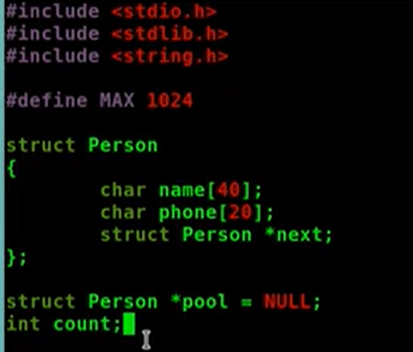 #include <stdio.h>
#include <stdlib.h>
#include <string.h>
#define MAX 1024
struct Person
{
char name[40];
char phone[20];
struct Person *next;
};
struct Person *pool = NULL;
int count;